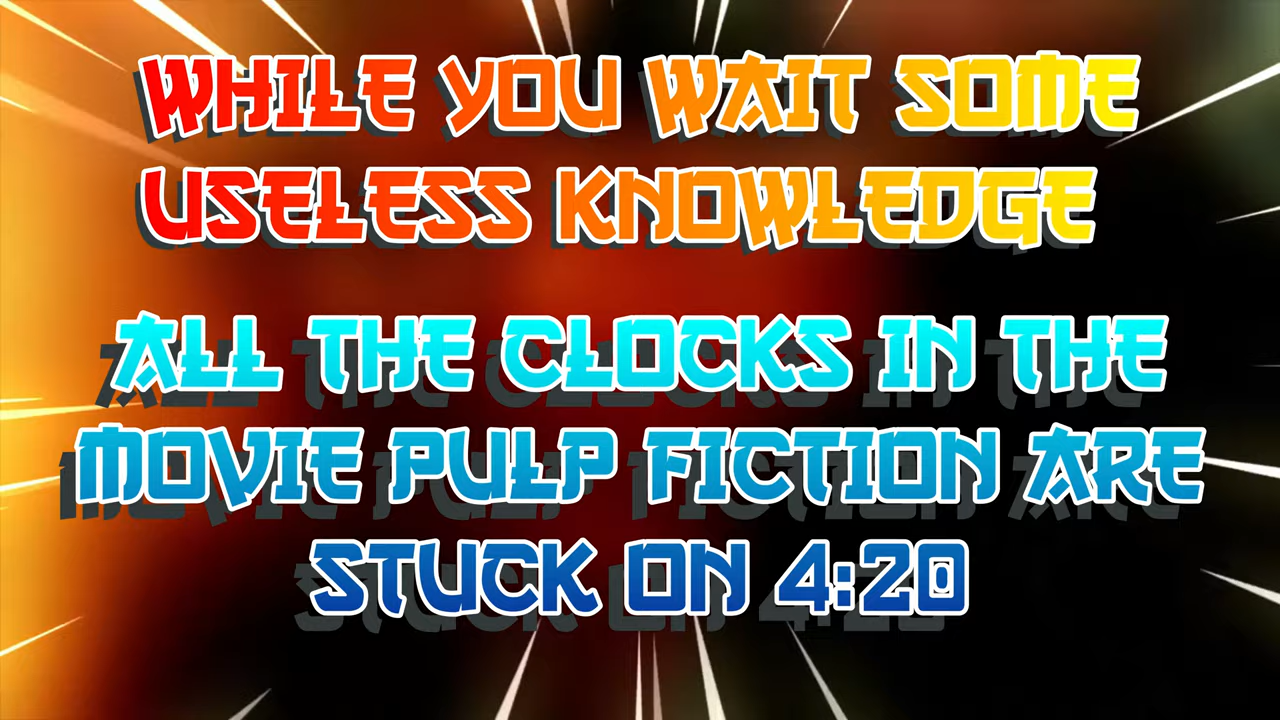 WHILE YOU WAIT SOME
USELESS KNOWLEDGE
ALL THE CLOCKS IN THE
MOVIE PULP FICTION ARE
STUCK ON 4:20